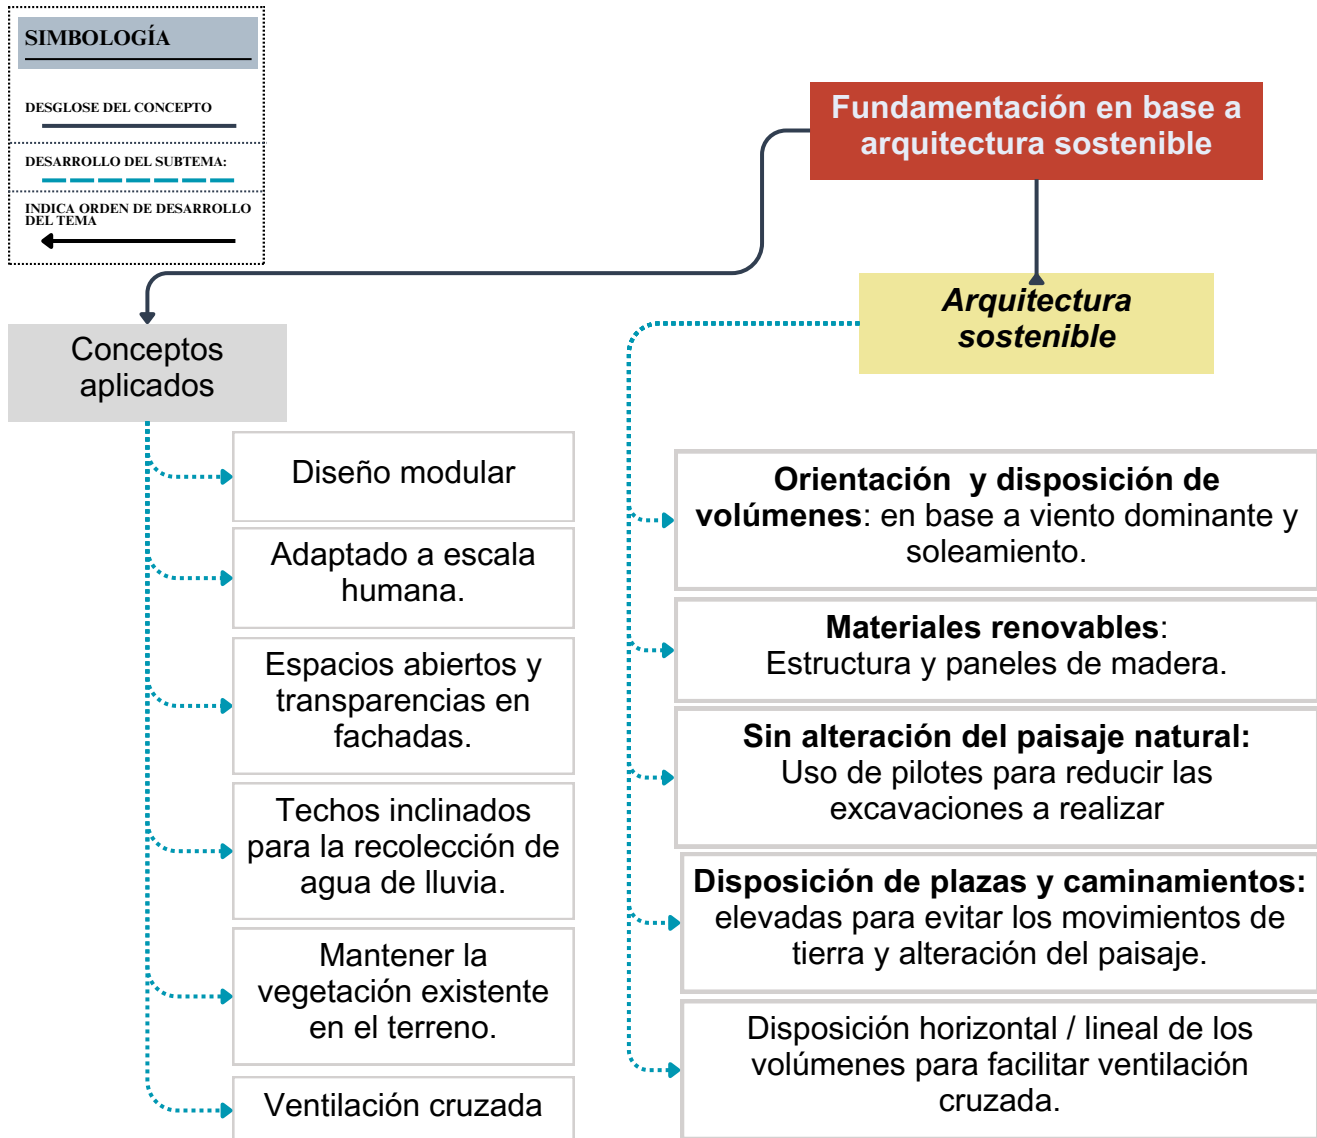 SIMBOLOGÍA
DESGLOSE DEL CONCEPTO
DESARROLLO DEL SUBTEMA:
INDICA ORDEN DE DESARROLLO
DEL TEMA
Fundamentación en base a
arquitectura sostenible
Conceptos
aplicados
Diseño modular
Adaptado a escala
humana.
Espacios abiertos y
transparencias en
fachadas.
Techos inclinados
para la recolección de
agua de lluvia.
Mantener la
vegetación existente
en el terreno.
Ventilación cruzada
Arquitectura
sostenible
Orientación y disposición de
volúmenes: en base a viento dominante y
soleamiento.
Materiales renovables:
Estructura y paneles de madera.
Sin alteración del paisaje natural:
Uso de pilotes para reducir las
excavaciones a realizar
Disposición de plazas y caminamientos:
elevadas para evitar los movimientos de
tierra y alteración del paisaje.
Disposición horizontal / lineal de los
volúmenes para facilitar ventilación
cruzada.